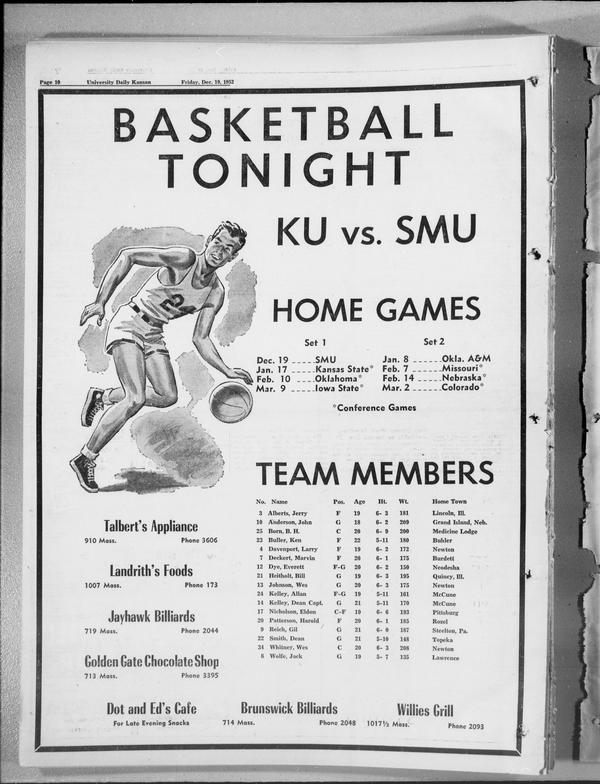 Page 10 University Daily Kansan Friday, Dec. 19, 1952
BASKETBALL
TONIGHT
KU vs. SMU
24
HOME GAMES
Set 1 Set 2
Dec. 19 _____SMU Jan. 8 ______Okla. A&M
Jan. 17 _____Kansas State* Feb. 7 ______Missouri*
Feb. 10 ____Oklahoma* Feb. 14 _____Nebraska*
Mar. 9 _____Iowa State* Mar. 2 ______Colorado*
*Conference Games
TEAM MEMBERS
No. Name Pos. Age Ht. Wt. Home Town
3 Alberts, Jerry F 19 6- 3 181 Lincoln, Ill.
10 Anderson, John G 18 6- 2 209 Grand Island, Neb.
25 Born, B. H. C 20 6- 9 200 Medicine Lodge
23 Buller, Ken F 22 5-11 180 Buhler
4 Davenport, Larry F 19 6- 2 172 Newton
7 Deckert, Marvin F 20 6- 1 175 Burdett
12 Dye, Everett F-G 20 6- 2 150 Neodesha
21 Heitholt, Bill G 19 6- 3 195 Quincy, Ill.
13 Johnson, Wes G 20 6- 3 175 Newton
24 Kelley, Allan F-G 19 5-11 161 McCune
14 Kelley, Dean Capt. G 21 5-11 170 McCune
17 Nicholson, Eldon C-F 19 6- 6 193 Pittsburg
20 Patterson, Harold F 20 6- 1 185 Rozel
9 Reich, Gil G 21 6- 0 187 Steelton, Pa.
22 Smith, Dean G 21 5-10 148 Topeka
34 Whitney, Wes C 20 6- 3 208 Newton
8 Wolfe, Jack G 19 5- 7 135 Lawrence
Talbert's Appliance
910 Mass. Phone 3606
Landrith's Foods
1007 Mass. Phone 173
Jayhawk Billiards
719 Mass. Phone 2044
Golden Gate Chocolate Shop
713 Mass. Phone 3395
Dot and Ed's Cafe Brunswick Billiards Willies Grill
For Late Evening Snacks 714 Mass. Phone 2048 1017½ Mass. Phone 2093